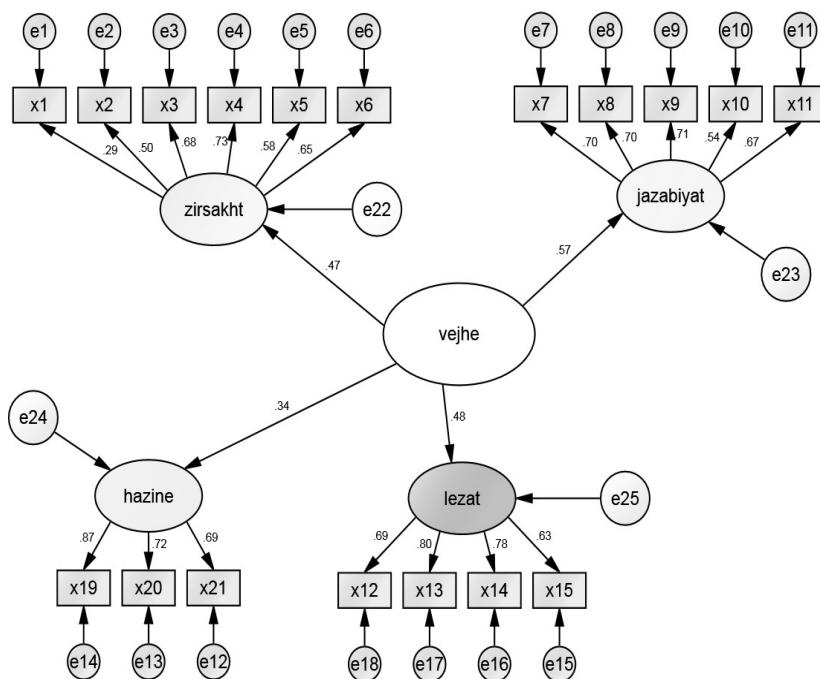 e1 e2 e3 e4 e5 e6
x1 x2 x3 x4 x5 x6
.29 .50 .68 .73 .58 .65
zirsakht
e22
e7 e8 e9 e10 e11
x7 x8 x9 x10 x11
.70 .70 .71 .54 .67
jazabiyat
e23
.47
.57
vejhe
.34
.48
e24
hazine
.87 .72 .69
x19 x20 x21
e14 e13 e12
lezat
e25
.69 .80 .78 .63
x12 x13 x14 x15
e18 e17 e16 e15